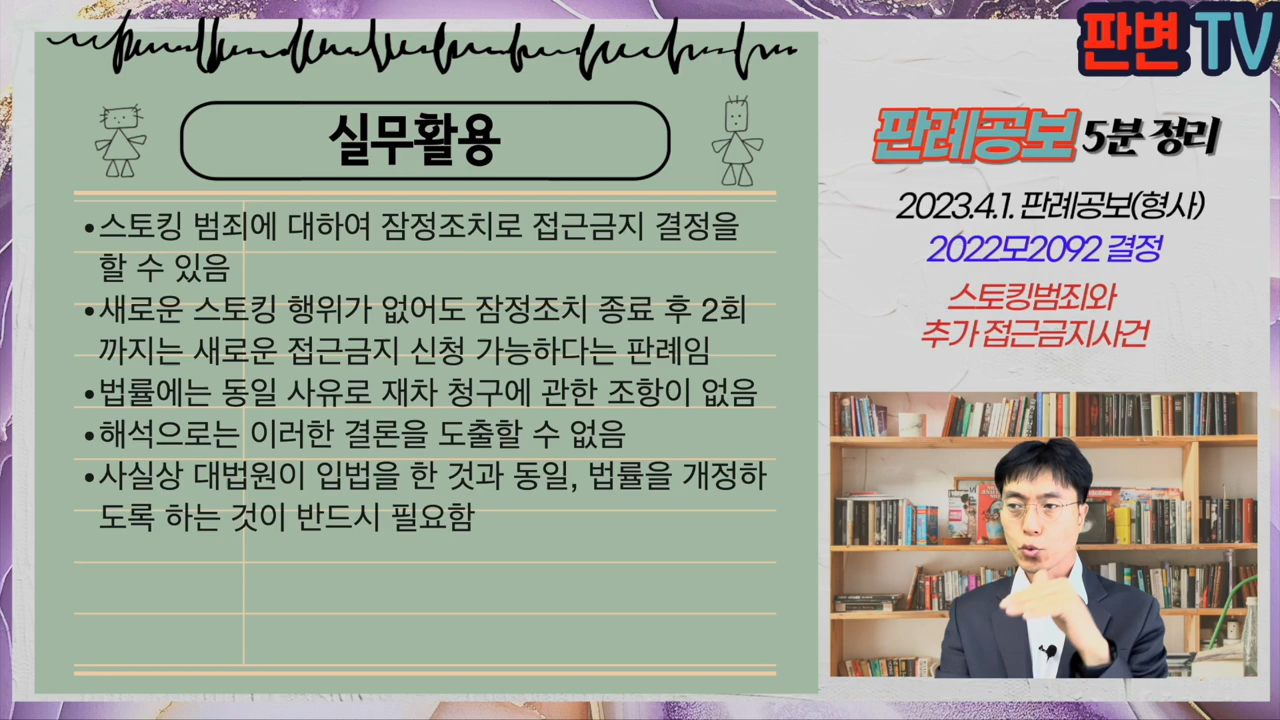 판변 TV
실무활용
•스토킹 범죄에 대하여 잠정조치로 접근금지 결정을
할 수 있음
•새로운 스토킹 행위가 없어도 잠정조치 종료 후 2회
까지는 새로운 접근금지 신청 가능하다는 판례임
•법률에는 동일 사유로 재차 청구에 관한 조항이 없음
•해석으로는 이러한 결론을 도출할 수 없음
•사실상 대법원이 입법을 한 것과 동일, 법률을 개정하
도록 하는 것이 반드시 필요함
판례공보 5분 정리
2023.4.1. 판례공보(형사)
2022모2092 결정
스토킹범죄와
추가 접근금지사건